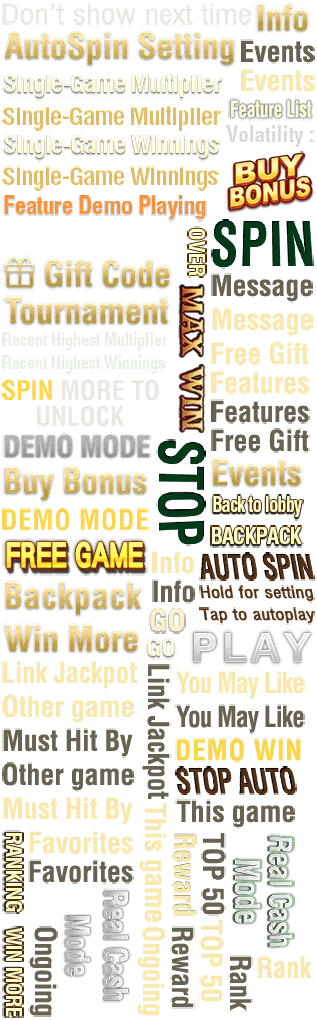 Don't show next time
Info
AutoSpin Setting
Events
Single-Game Multiplier
Events
Single-Game Multiplier
Feature List
Single-Game Winnings
Volatility :
Single-Game Winnings
BUY
BONUS
Feature Demo Playing
OVER
SPIN
Gift Code
Message
Tournament
MAX WIN
Message
Recent Highest Multiplier
Free Gift
Recent Highest Winnings
Features
SPIN MORE TO
UNLOCK
Features
DEMO MODE
STOP
Free Gift
Buy Bonus
Events
DEMO MODE
Back to lobby
BACKPACK
FREE GAME
Info
AUTO SPIN
Backpack
Info
Hold for setting,
Tap to autoplay
GO
Win More
GO
PLAY
Link Jackpot
Link Jackpot
You May Like
Other game
You May Like
Must Hit By
DEMO WIN
Other game
STOP AUTO
Must Hit By
This game
This game
RANKING
Favorites
Reward
TOP 50
Real Cash
Mode
Favorites
Real Cash
Mode
WIN MORE
Ongoing
Ongoing
Reward
TOP 50
Rank
Rank